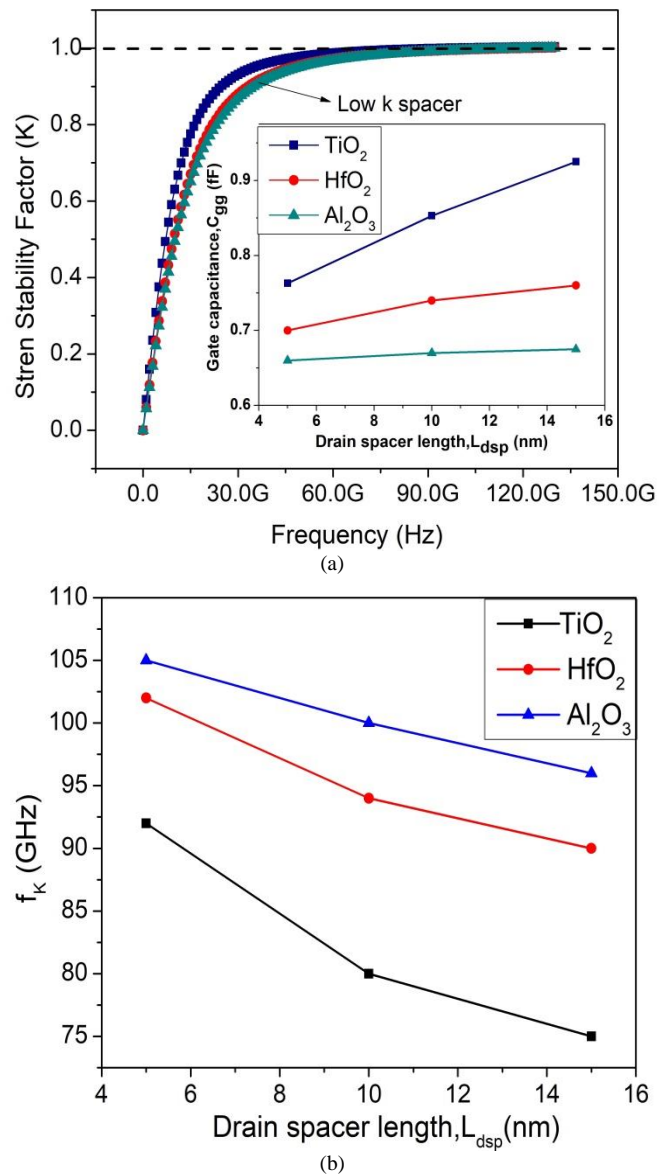 Stren Stability Factor (K)
1.0
0.8
0.6
0.4
0.2
0.0
Low k spacer
TiO₂
HfO₂
Al₂O₃
Gate capacitance,C_gg (fF)
0.9
0.8
0.7
0.6
4 6 8 10 12 14 16
Drain spacer length,L_dsp (nm)
0.0 30.0G 60.0G 90.0G 120.0G 150.0G
Frequency (Hz)
(a)
f_K (GHz)
110
105
100
95
90
85
80
75
TiO₂
HfO₂
Al₂O₃
4 6 8 10 12 14 16
Drain spacer length,L_dsp(nm)
(b)